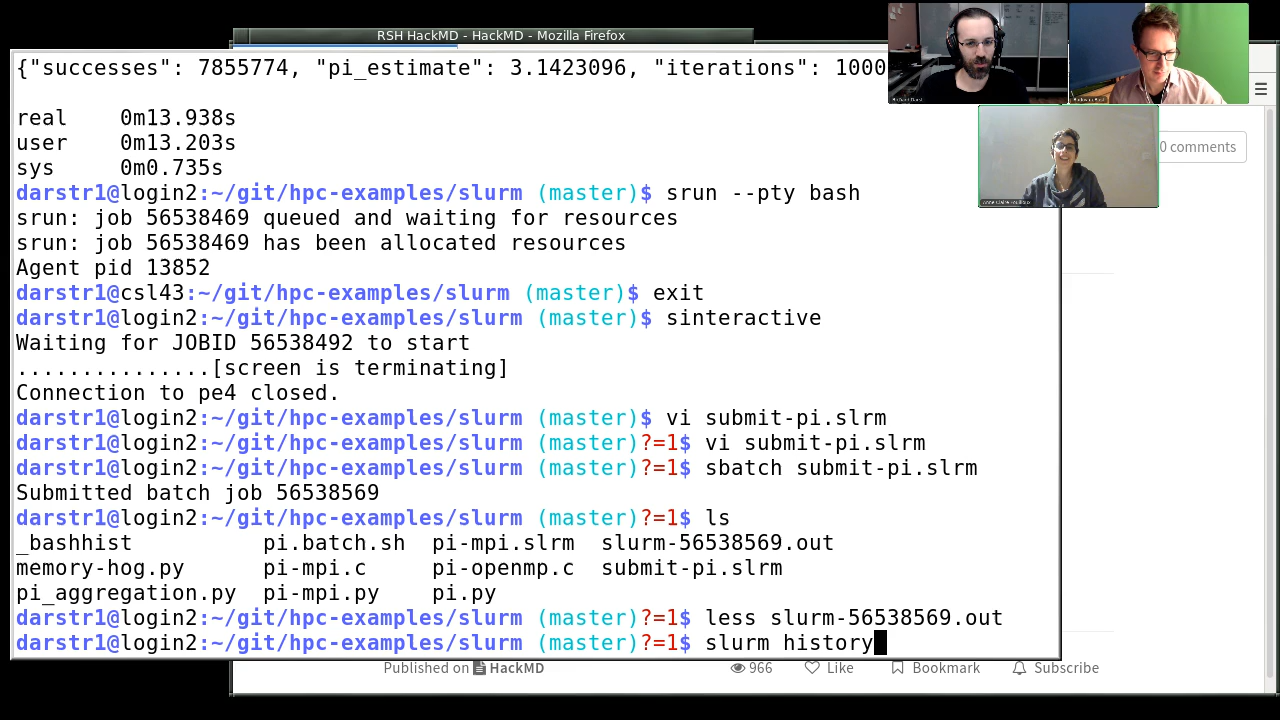 RSH HackMD - HackMD - Mozilla Firefox
{"successes": 7855774, "pi_estimate": 3.1423096, "iterations": 1000
real    0m13.938s
user    0m13.203s
sys     0m0.735s
darstr1@login2:~/git/hpc-examples/slurm (master)$ srun --pty bash
srun: job 56538469 queued and waiting for resources
srun: job 56538469 has been allocated resources
Agent pid 13852
darstr1@csl43:~/git/hpc-examples/slurm (master)$ exit
darstr1@login2:~/git/hpc-examples/slurm (master)$ sinteractive
Waiting for JOBID 56538492 to start
...............[screen is terminating]
Connection to pe4 closed.
darstr1@login2:~/git/hpc-examples/slurm (master)$ vi submit-pi.slrm
darstr1@login2:~/git/hpc-examples/slurm (master)?=1$ vi submit-pi.slrm
darstr1@login2:~/git/hpc-examples/slurm (master)?=1$ sbatch submit-pi.slrm
Submitted batch job 56538569
darstr1@login2:~/git/hpc-examples/slurm (master)?=1$ ls
_bashhist          pi.batch.sh  pi-mpi.slrm  slurm-56538569.out
memory-hog.py      pi-mpi.c     pi-openmp.c  submit-pi.slrm
pi_aggregation.py  pi-mpi.py    pi.py
darstr1@login2:~/git/hpc-examples/slurm (master)?=1$ less slurm-56538569.out
darstr1@login2:~/git/hpc-examples/slurm (master)?=1$ slurm history
0 comments
Published on HackMD 966 Like Bookmark Subscribe